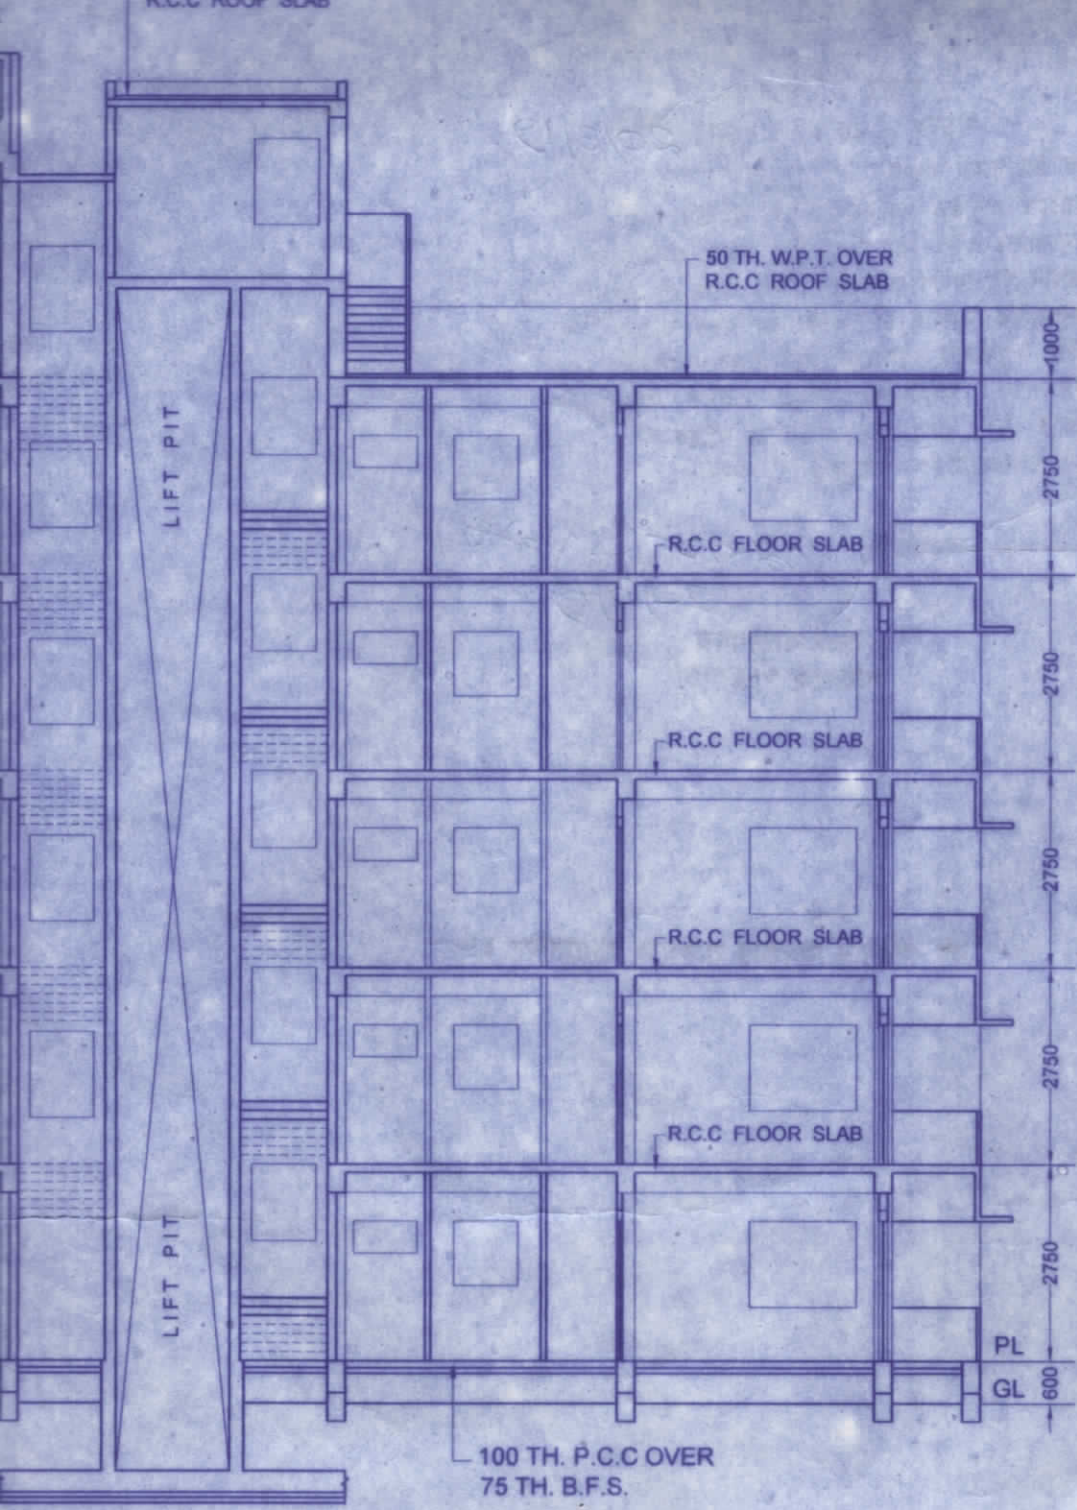 R.C.C ROOF SLAB
50 TH. W.P.T. OVER
R.C.C ROOF SLAB
1000
LIFT PIT
2750
R.C.C FLOOR SLAB
2750
R.C.C FLOOR SLAB
2750
R.C.C FLOOR SLAB
2750
R.C.C FLOOR SLAB
LIFT PIT
2750
PL
GL
600
100 TH. P.C.C OVER
75 TH. B.F.S.